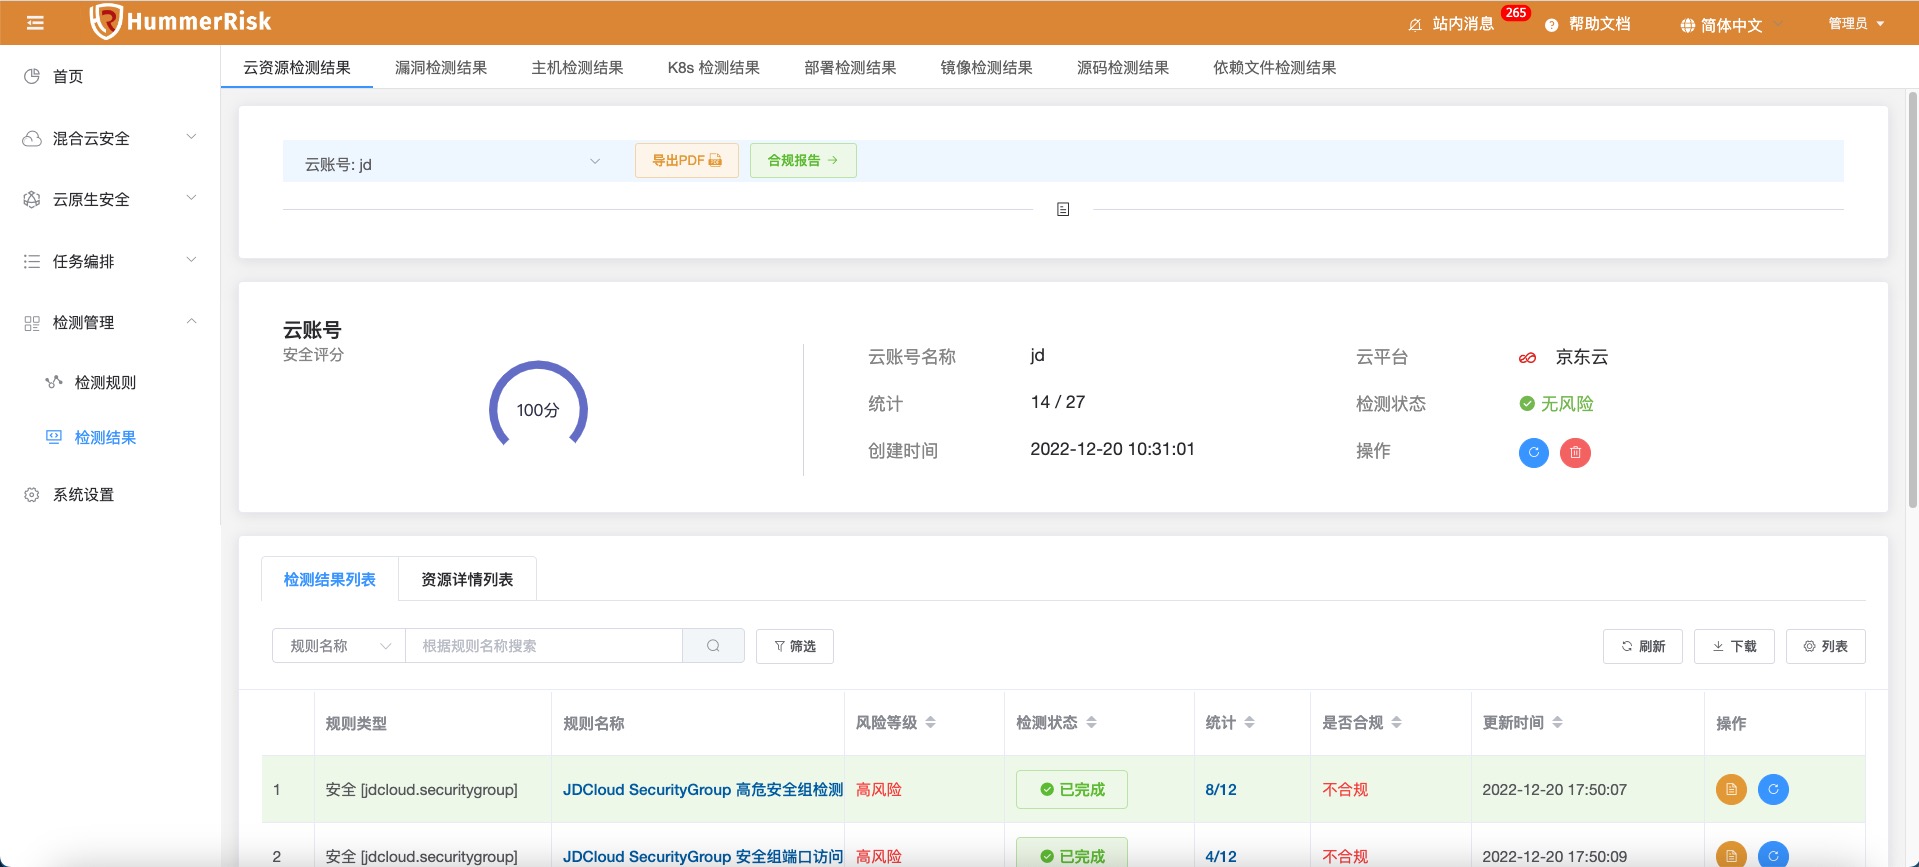 HummerRisk
站内消息 265
帮助文档
简体中文
管理员
首页
混合云安全
云原生安全
任务编排
检测管理
检测规则
检测结果
系统设置
云资源检测结果 漏洞检测结果 主机检测结果 K8s 检测结果 部署检测结果 镜像检测结果 源码检测结果 依赖文件检测结果
云账号: jd
导出PDF
合规报告
云账号
安全评分
100分
云账号名称 jd 云平台 京东云
统计 14 / 27 检测状态 无风险
创建时间 2022-12-20 10:31:01 操作
检测结果列表 资源详情列表
规则名称 根据规则名称搜索 筛选 刷新 下载 列表
规则类型 规则名称 风险等级 检测状态 统计 是否合规 更新时间 操作
1 安全 [jdcloud.securitygroup] JDCloud SecurityGroup 高危安全组检测 高风险 已完成 8/12 不合规 2022-12-20 17:50:07
2 安全 [jdcloud.securitygroup] JDCloud SecurityGroup 安全组端口访问 高风险 已完成 4/12 不合规 2022-12-20 17:50:09